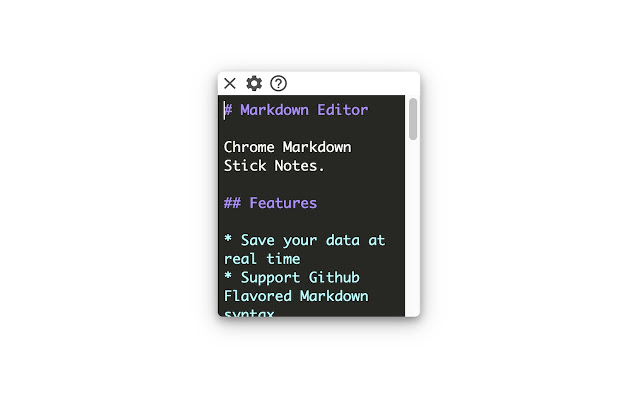 # Markdown Editor
Chrome Markdown
Stick Notes.
## Features
* Save your data at
real time
* Support Github
Flavored Markdown
syntax